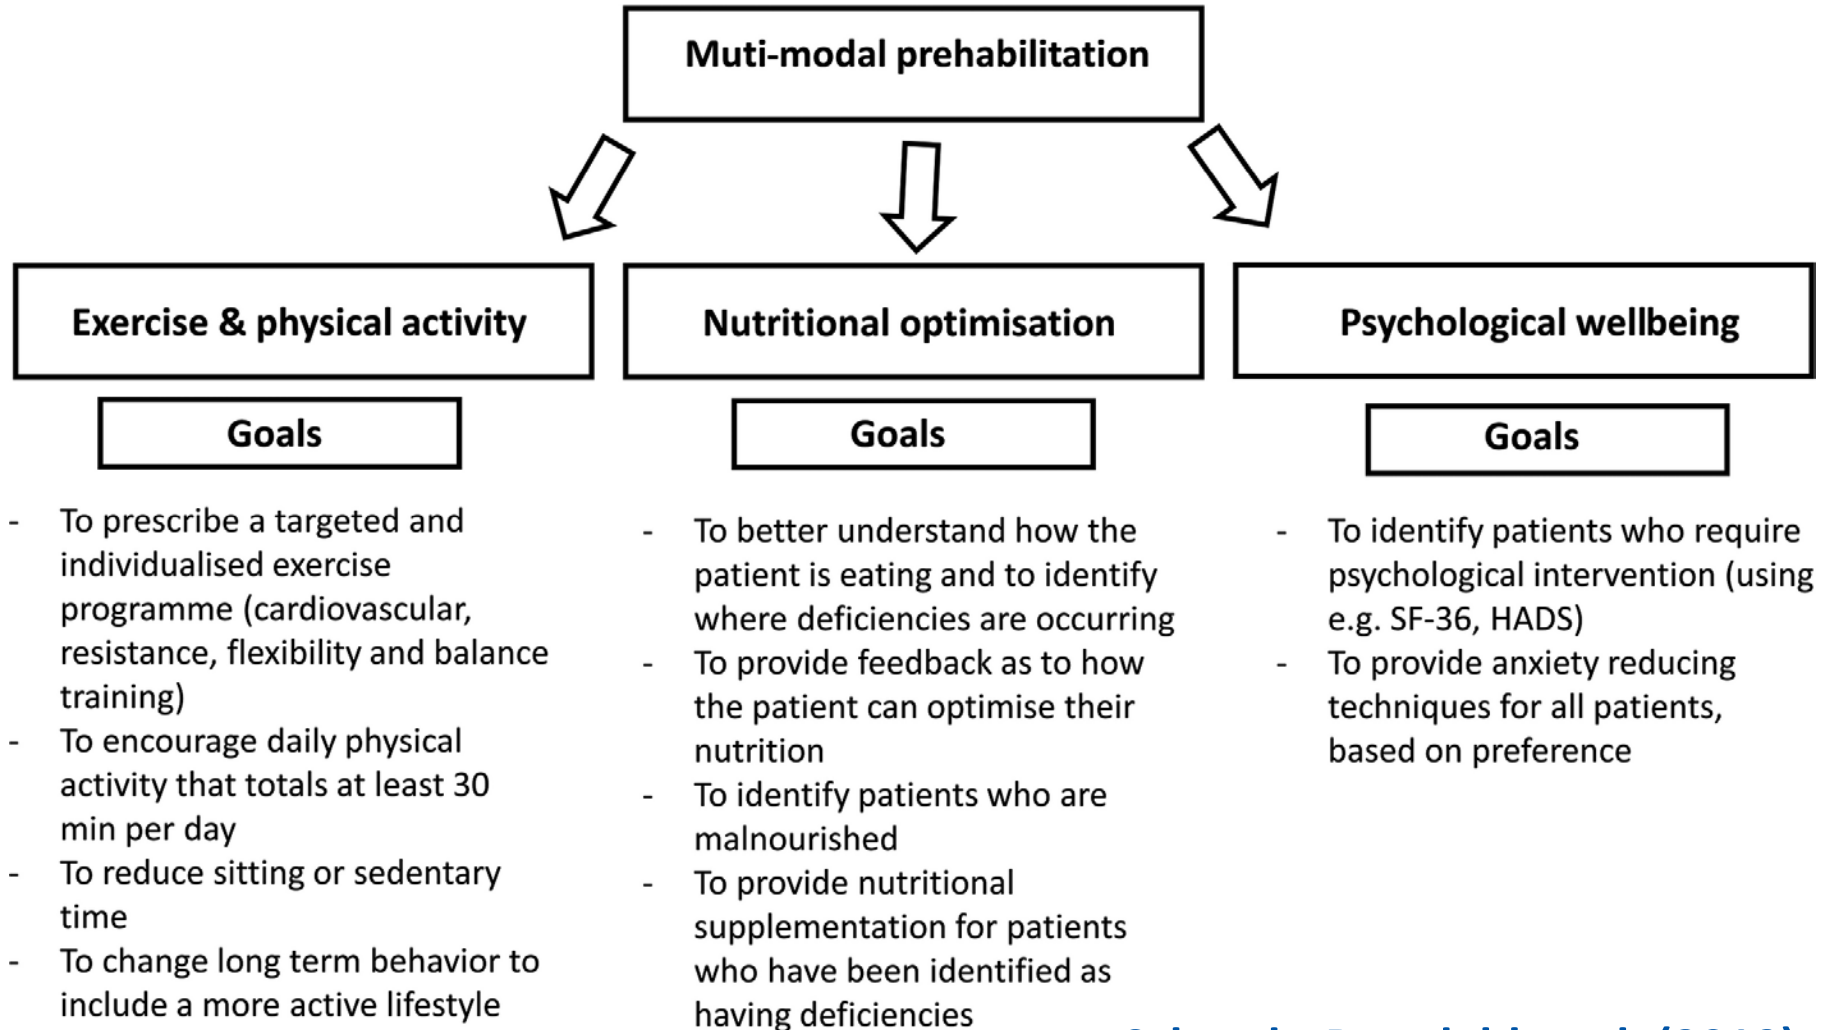 Muti-modal prehabilitation
Exercise & physical activity
Goals
- To prescribe a targeted and
individualised exercise
programme (cardiovascular,
resistance, flexibility and balance
training)
- To encourage daily physical
activity that totals at least 30
min per day
- To reduce sitting or sedentary
time
- To change long term behavior to
include a more active lifestyle
Nutritional optimisation
Goals
- To better understand how the
patient is eating and to identify
where deficiencies are occurring
- To provide feedback as to how
the patient can optimise their
nutrition
- To identify patients who are
malnourished
- To provide nutritional
supplementation for patients
who have been identified as
having deficiencies
Psychological wellbeing
Goals
- To identify patients who require
psychological intervention (using
e.g. SF-36, HADS)
- To provide anxiety reducing
techniques for all patients,
based on preference